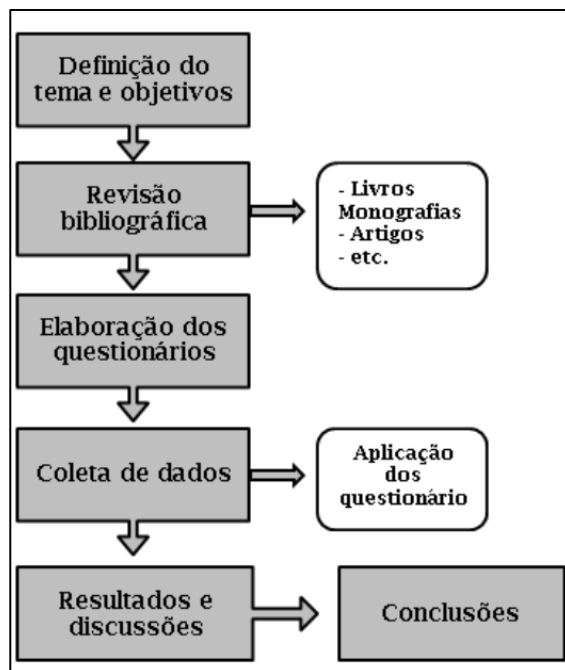 Definição do
tema e objetivos
Revisão
bibliográfica
- Livros
Monografias
- Artigos
- etc.
Elaboração dos
questionários
Coleta de dados
Aplicação
dos
questionário
Resultados e
discussões
Conclusões